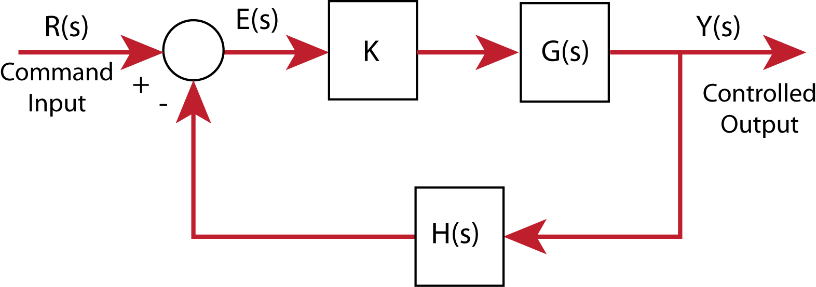 R(s)
E(s)
Y(s)
K
G(s)
Command
Input
+
-
Controlled
Output
H(s)